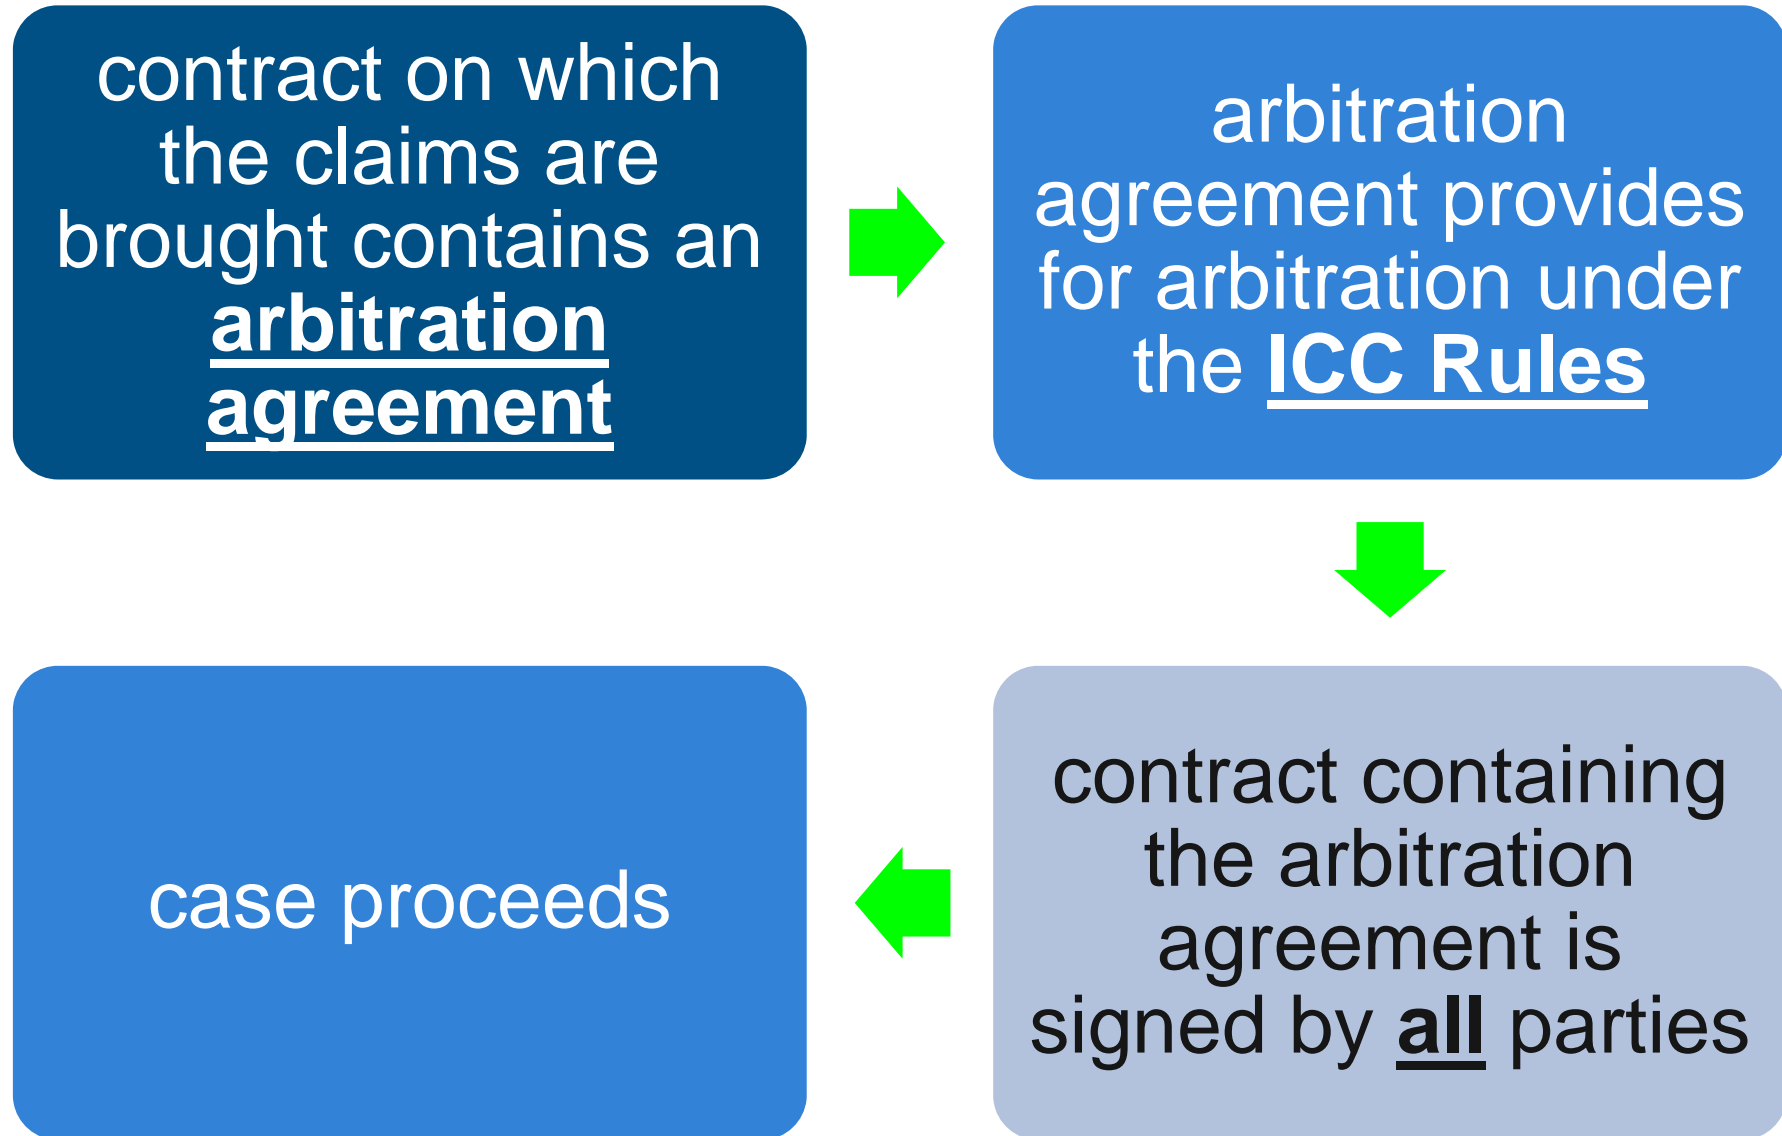 contract on which
the claims are
brought contains an
arbitration
agreement
arbitration
agreement provides
for arbitration under
the ICC Rules
contract containing
the arbitration
agreement is
signed by all parties
case proceeds